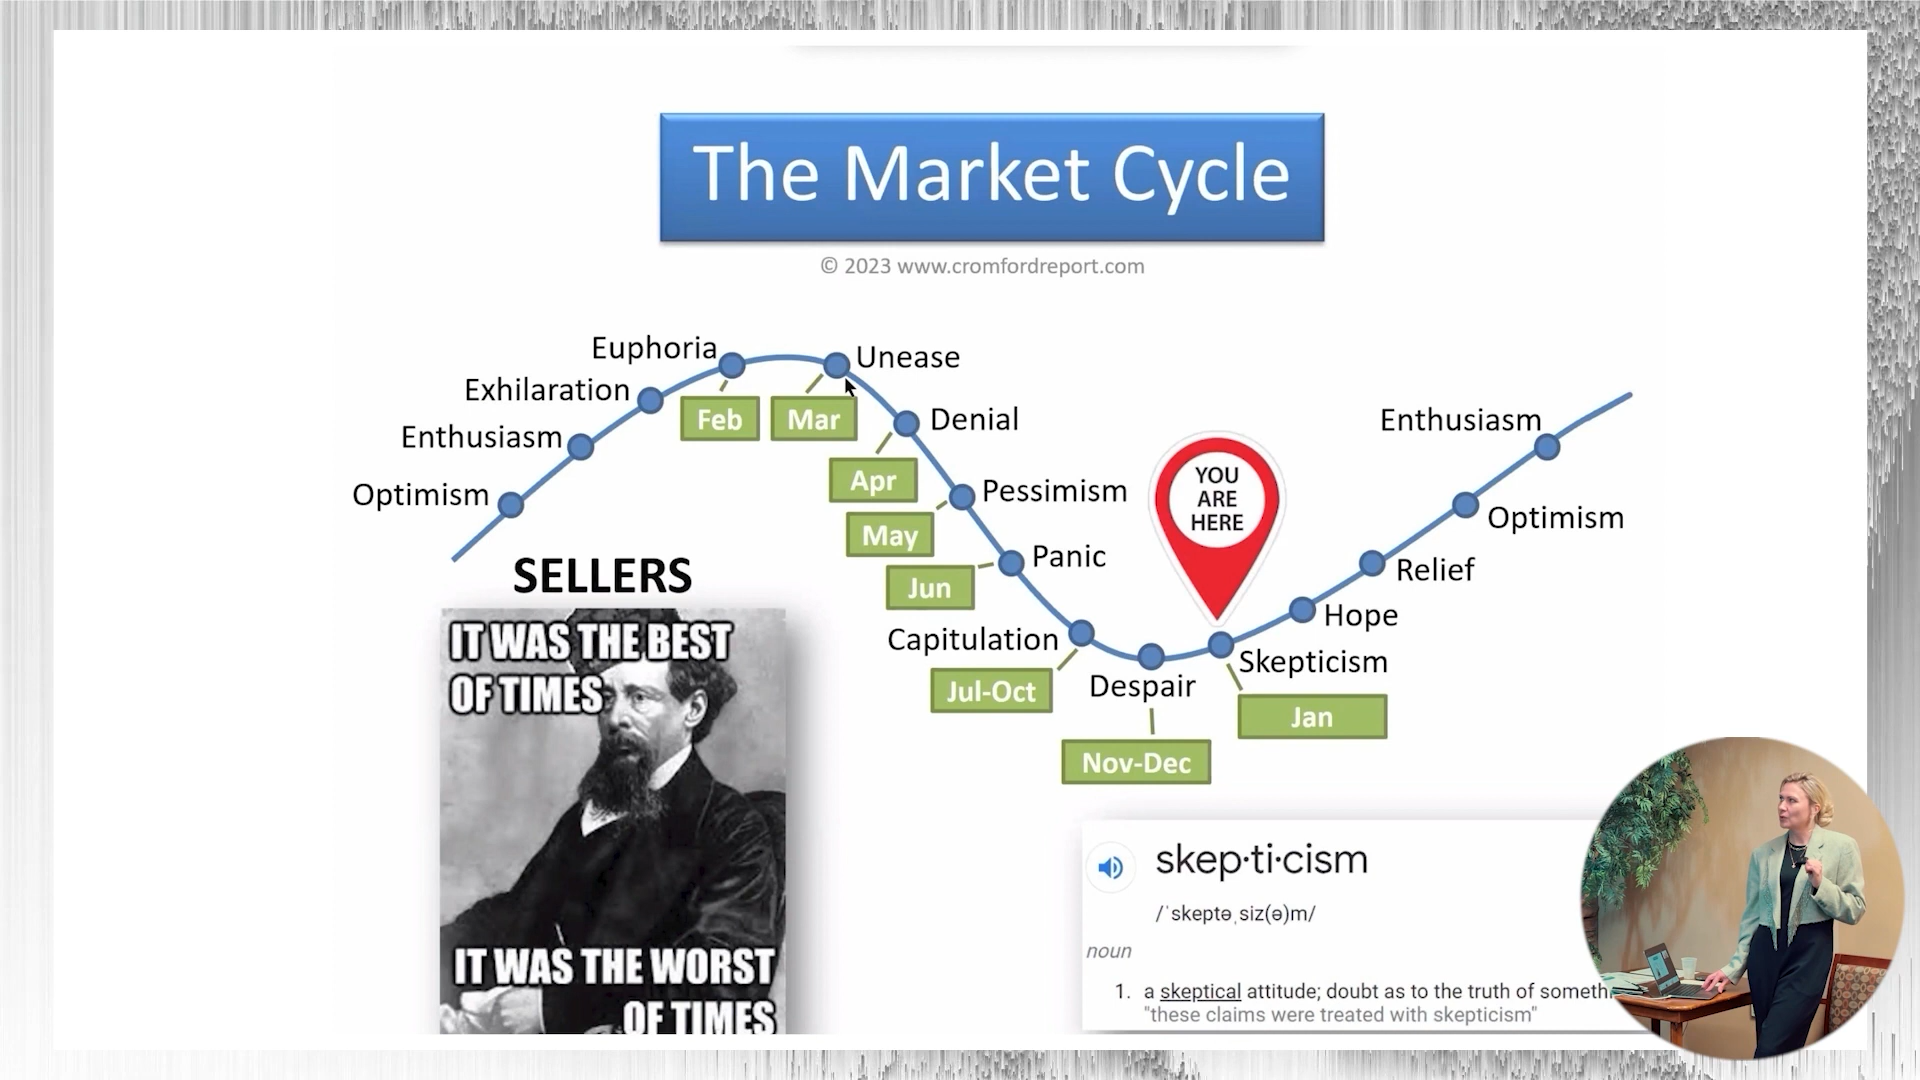 The Market Cycle
© 2023 www.cromfordreport.com
Euphoria
Unease
Exhilaration
Feb
Mar
Denial
Enthusiasm
Enthusiasm
Apr
Pessimism
YOU
ARE
HERE
Optimism
Optimism
May
Panic
Relief
SELLERS
Jun
Hope
IT WAS THE BEST
OF TIMES
Capitulation
Skepticism
Jul-Oct
Despair
Jan
Nov-Dec
skep·ti·cism
/ˈskeptəˌsiz(ə)m/
noun
IT WAS THE WORST
OF TIMES
1. a skeptical attitude; doubt as to the truth of
"these claims were treated with skepticism"